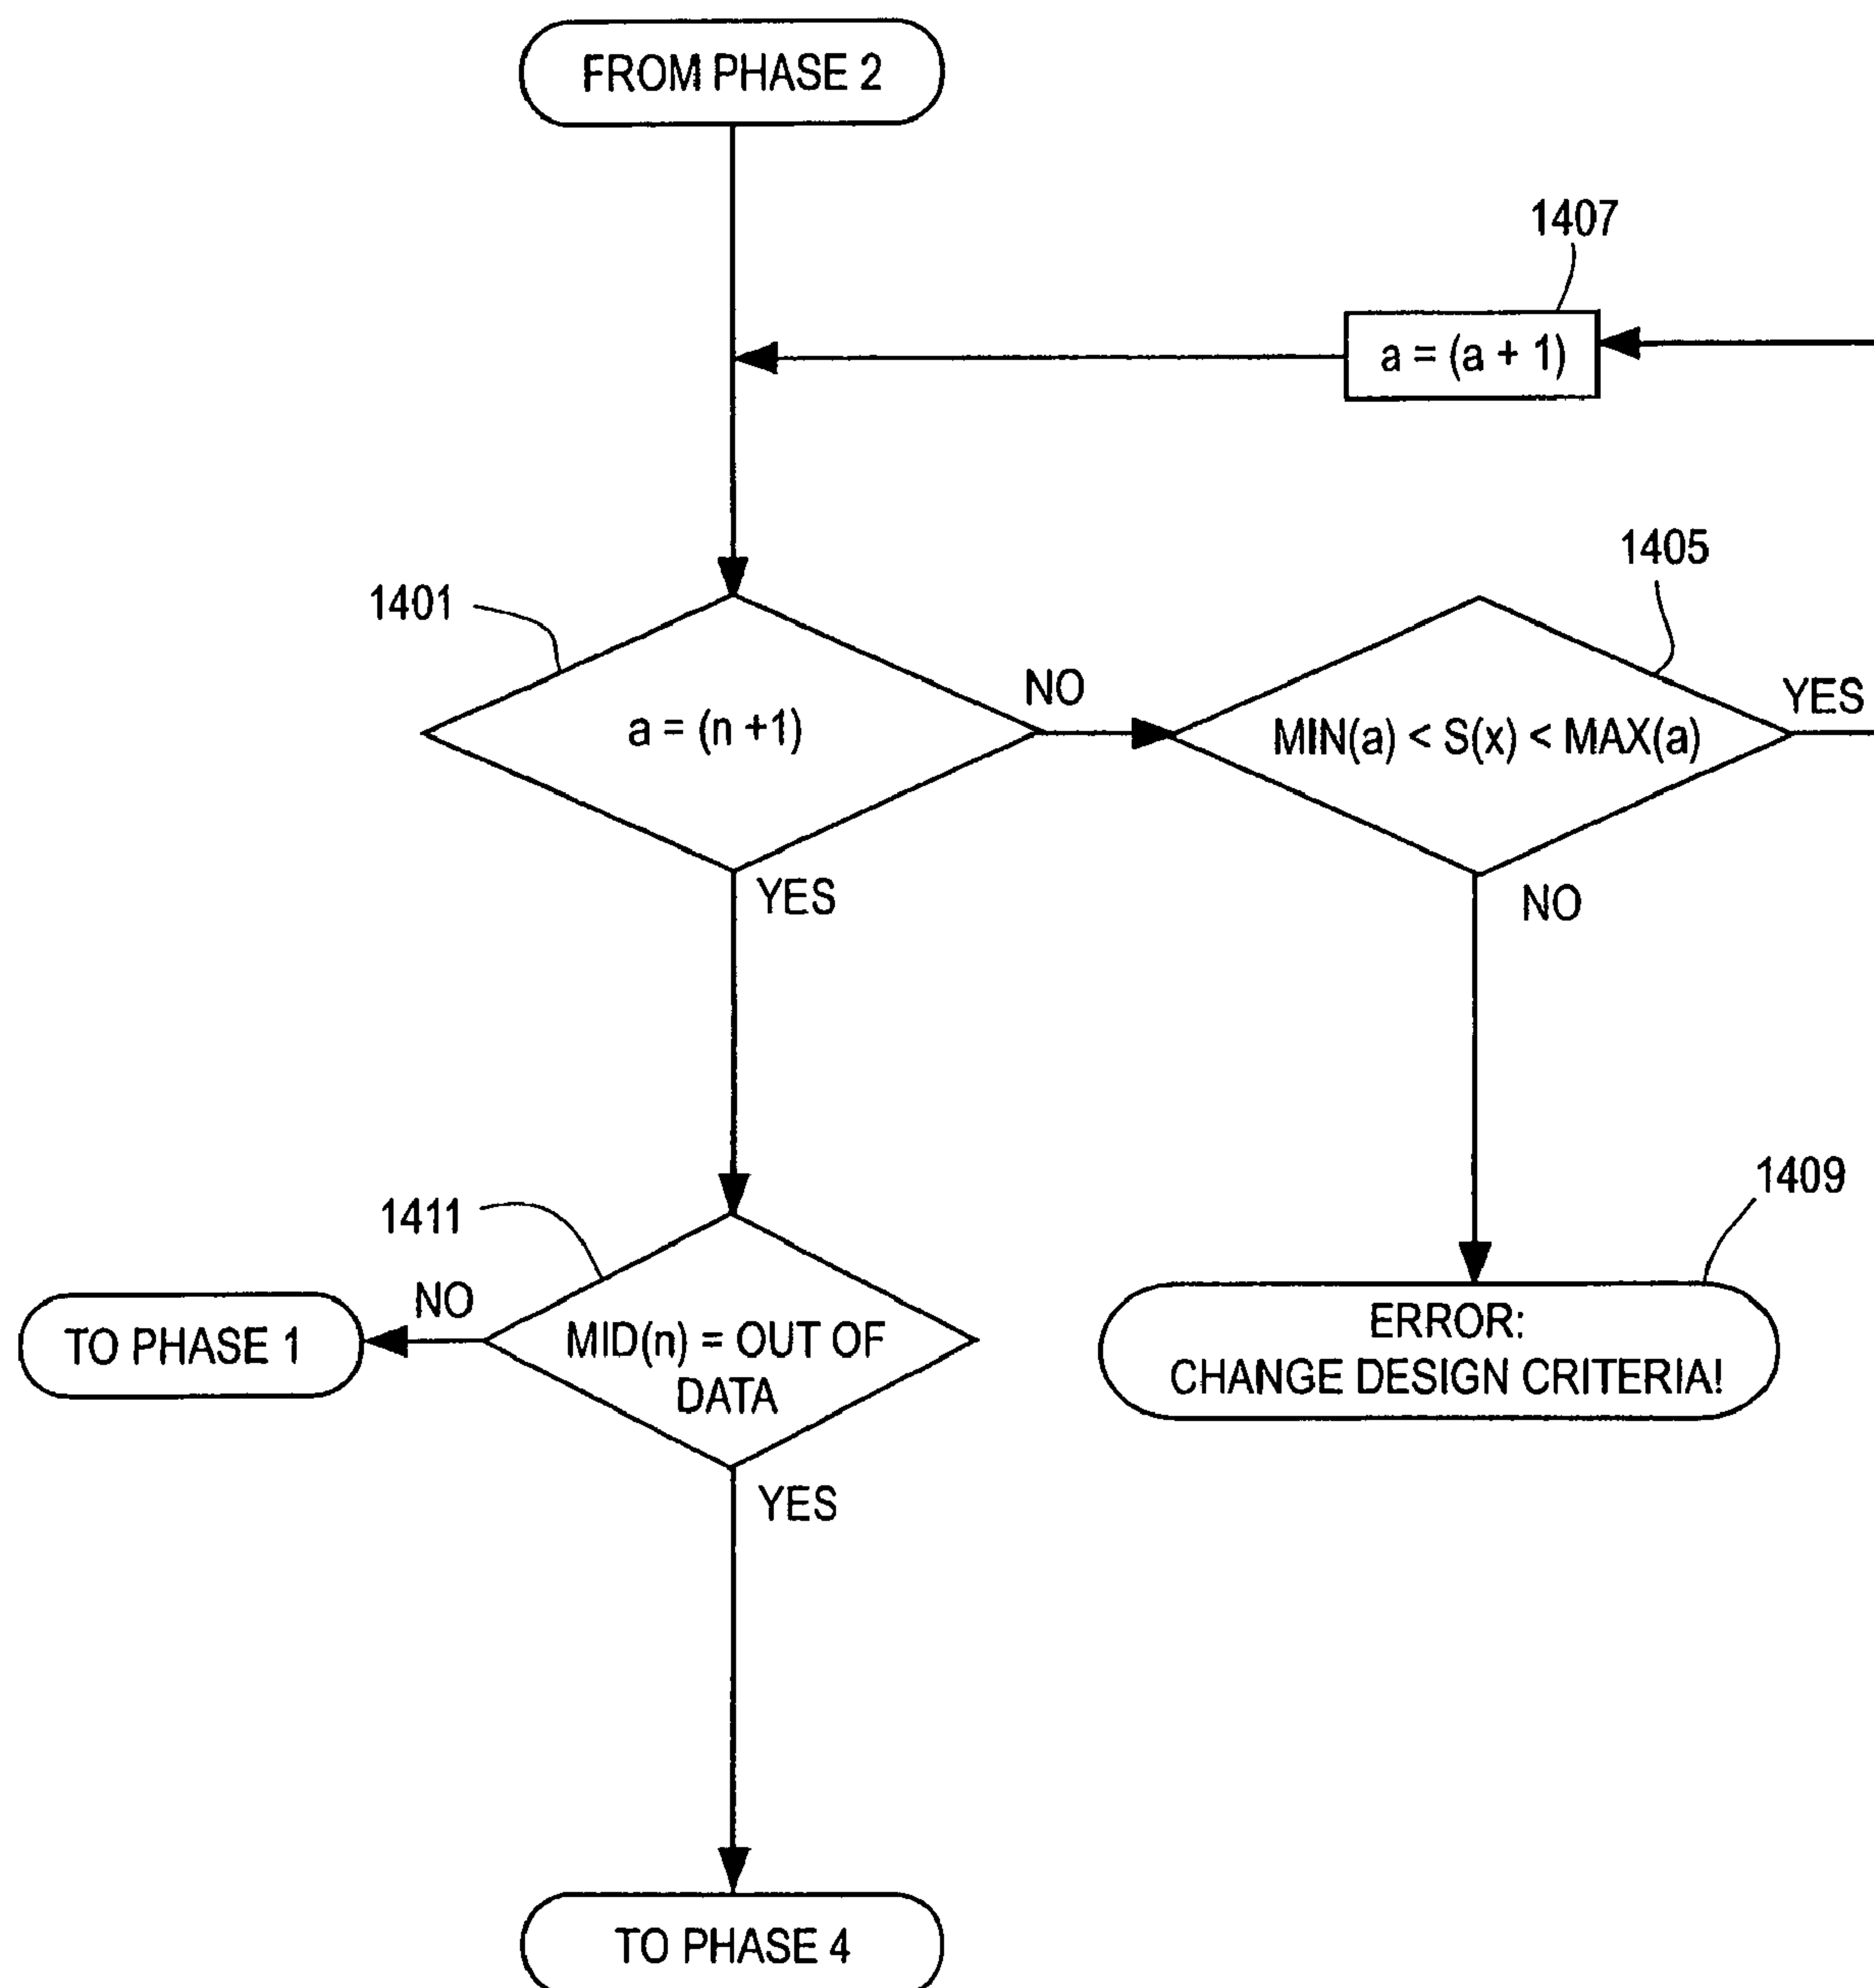 FROM PHASE 2
1407
a = (a + 1)
1405
1401
NO
YES
a = (n +1)
MIN(a) < S(x) < MAX(a)
YES
NO
1409
1411
NO
TO PHASE 1
MID(n) = OUT OF
DATA
ERROR:
CHANGE DESIGN CRITERIA!
YES
TO PHASE 4